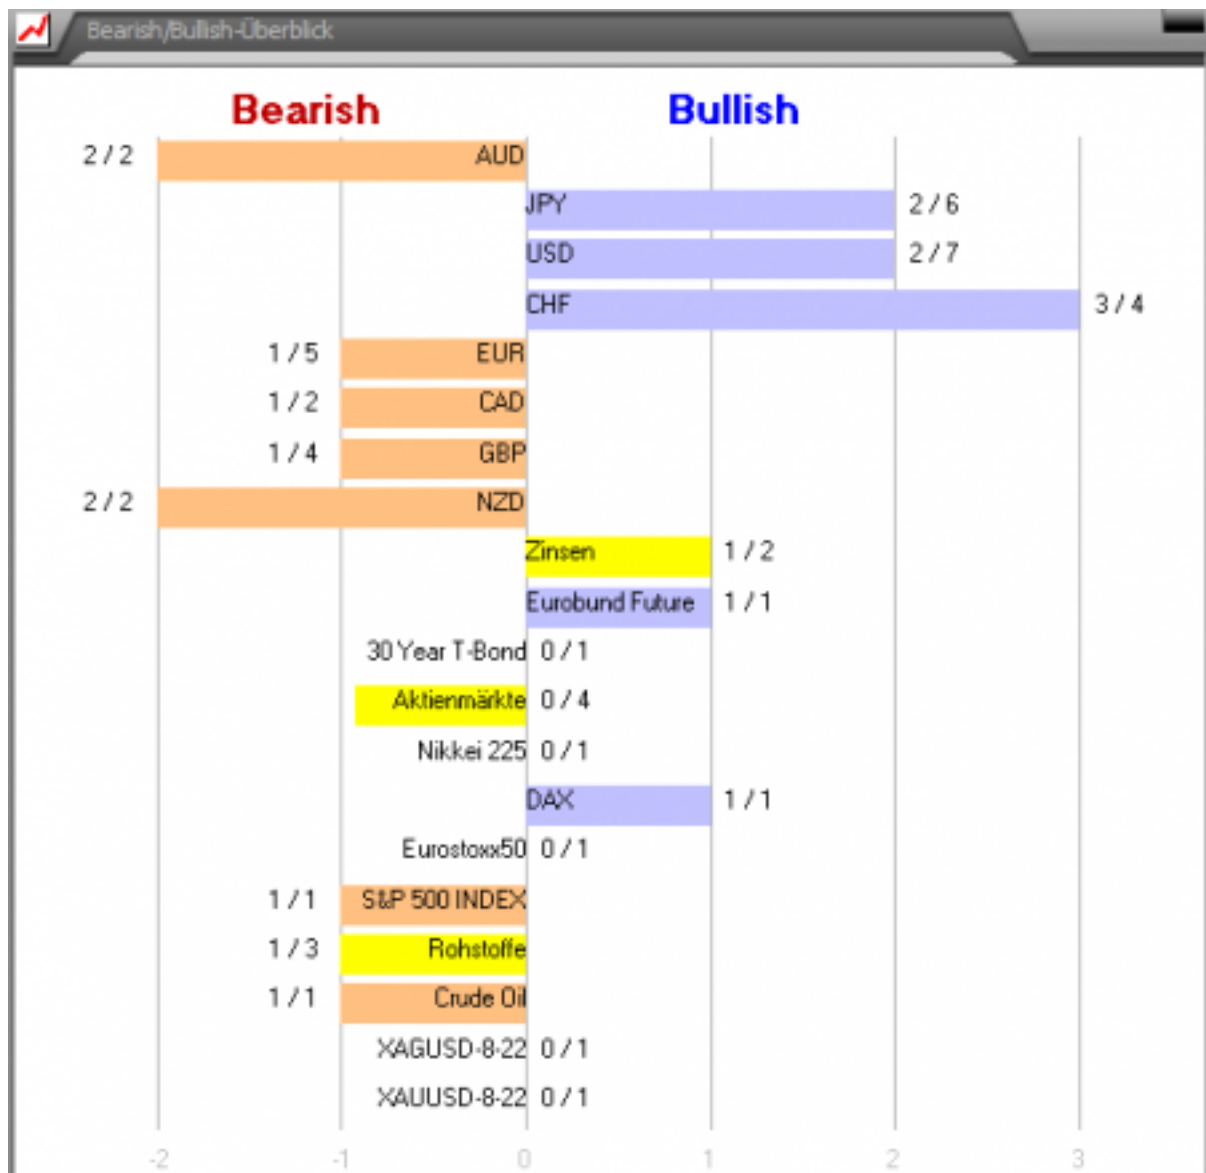 Bearish/Bullish-Überblick
Bearish Bullish
2 / 2 AUD
JPY 2 / 6
USD 2 / 7
CHF 3 / 4
1 / 5 EUR
1 / 2 CAD
1 / 4 GBP
2 / 2 NZD
Zinsen 1 / 2
Eurobund Future 1 / 1
30 Year T-Bond 0 / 1
Aktienmärkte 0 / 4
Nikkei 225 0 / 1
DAX 1 / 1
Eurostoxx50 0 / 1
1 / 1 S&P 500 INDEX
1 / 3 Rohstoffe
1 / 1 Crude Oil
XAGUSD-8-22 0 / 1
XAUUSD-8-22 0 / 1
-2 -1 0 1 2 3